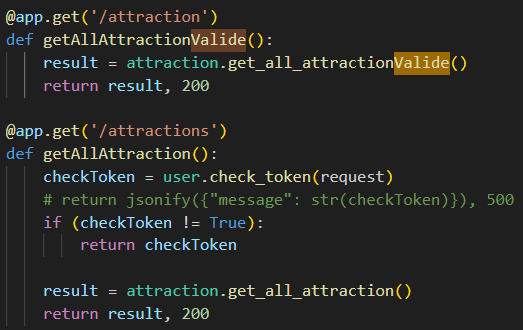 @app.get('/attraction')
def getAllAttractionValide():
    result = attraction.get_all_attractionValide()
    return result, 200
@app.get('/attractions')
def getAllAttraction():
    checkToken = user.check_token(request)
    # return jsonify({"message": str(checkToken)}), 500
    if (checkToken != True):
        return checkToken
    result = attraction.get_all_attraction()
    return result, 200